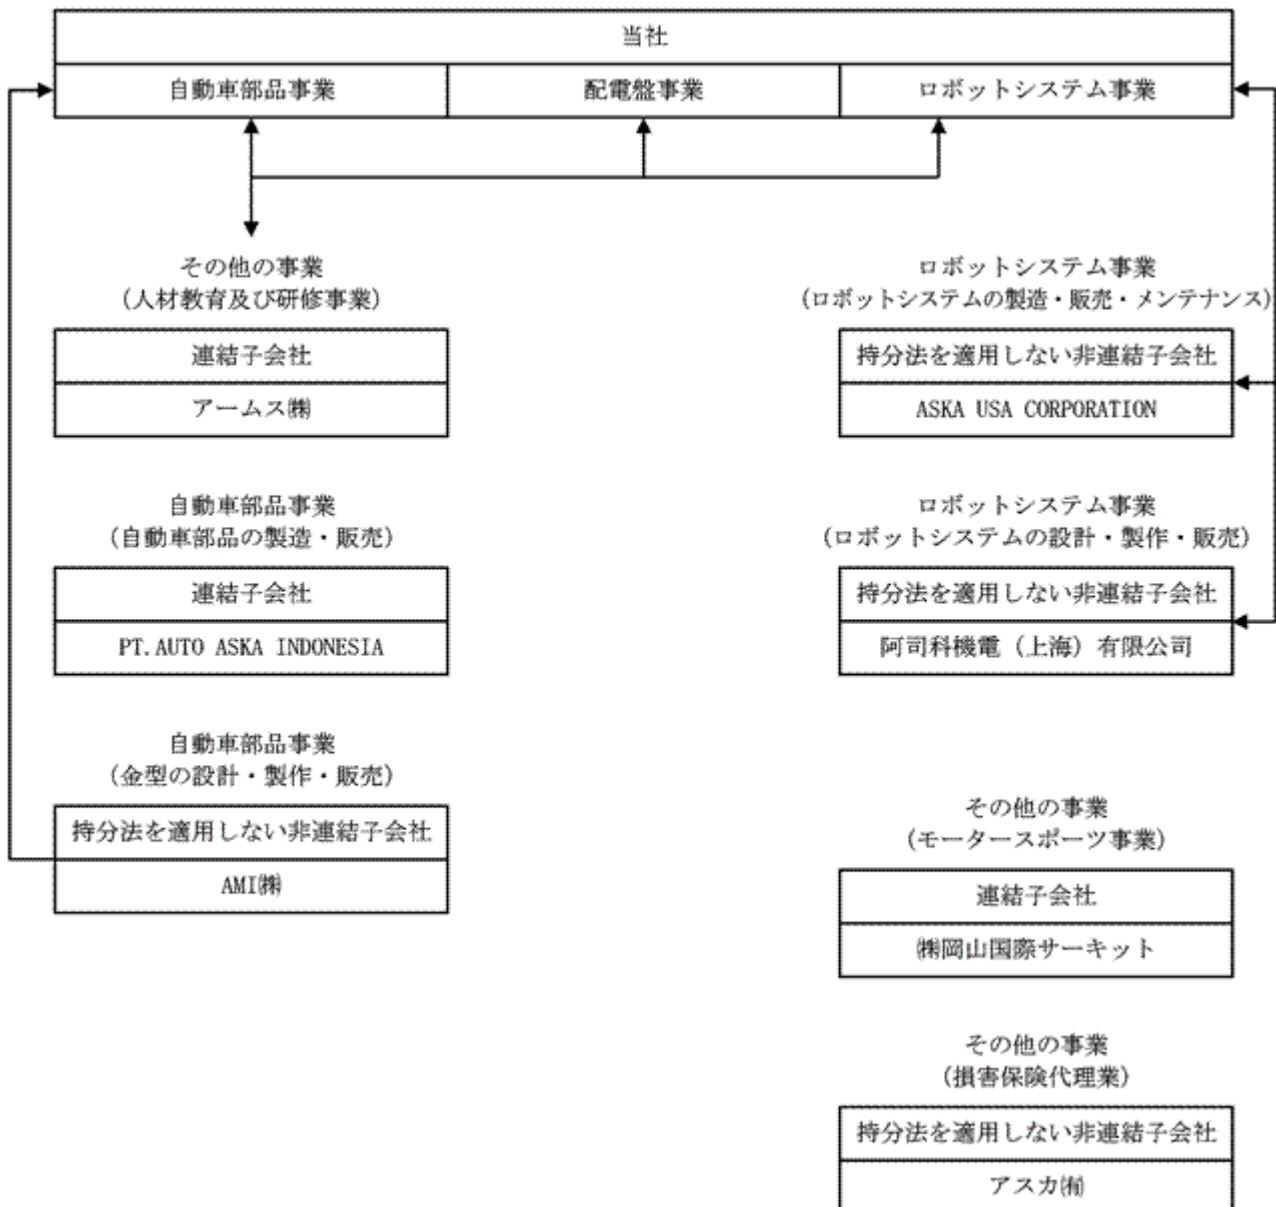 当社
自動車部品事業
配電盤事業
ロボットシステム事業
その他の事業
(人材教育及び研修事業)
連結子会社
アームス㈱
自動車部品事業
(自動車部品の製造・販売)
連結子会社
PT.AUTO ASKA INDONESIA
自動車部品事業
(金型の設計・製作・販売)
持分法を適用しない非連結子会社
AMI㈱
ロボットシステム事業
(ロボットシステムの製造・販売・メンテナンス)
持分法を適用しない非連結子会社
ASKA USA CORPORATION
ロボットシステム事業
(ロボットシステムの設計・製作・販売)
持分法を適用しない非連結子会社
阿司科機電（上海）有限公司
その他の事業
(モータースポーツ事業)
連結子会社
㈱岡山国際サーキット
その他の事業
(損害保険代理業)
持分法を適用しない非連結子会社
アスカ㈲